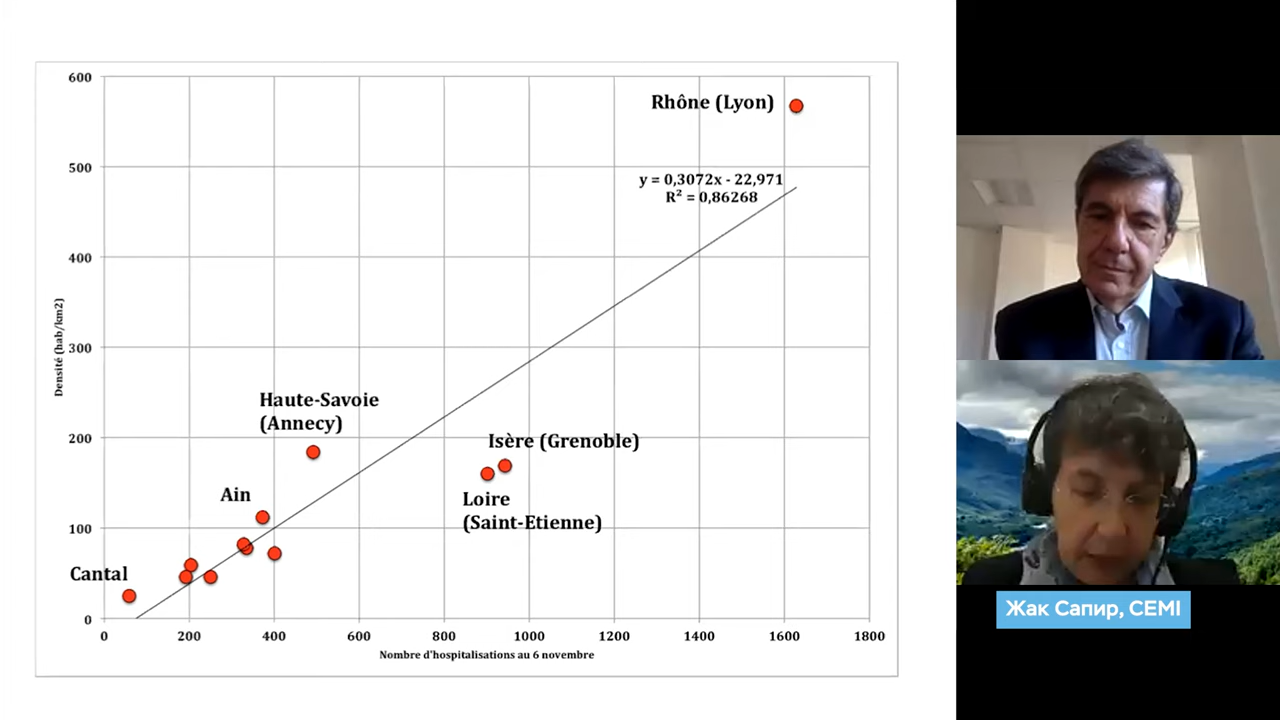 600
500
400
300
200
100
0
Densité (hab/km2)
Rhône (Lyon)
y = 0,3072x - 22,971
R² = 0,86268
Haute-Savoie
(Annecy)
Isère (Grenoble)
Ain
Loire
(Saint-Etienne)
Cantal
0 200 400 600 800 1000 1200 1400 1600 1800
Nombre d'hospitalisations au 6 novembre
Жак Сапир, CEMI